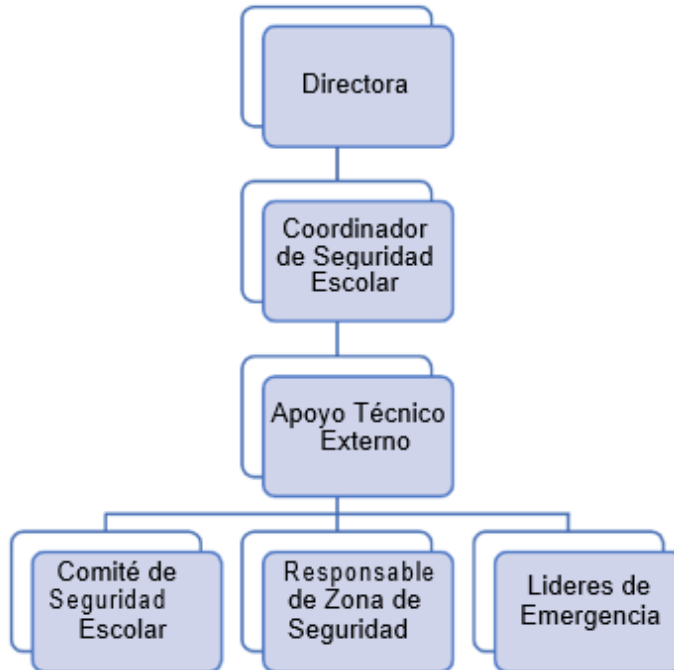 Directora
Coordinador
de Seguridad
Escolar
Apoyo Técnico
Externo
Comité de
Seguridad
Escolar
Responsable
de Zona de
Seguridad
Lideres de
Emergencia